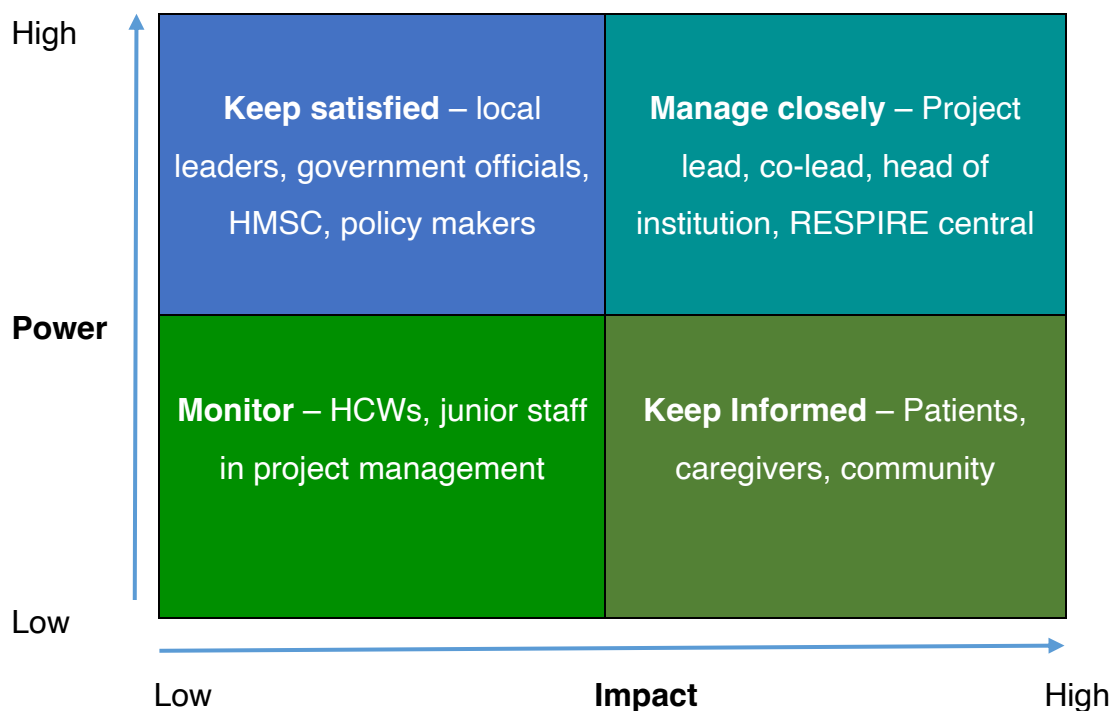 High
Keep satisfied – local
leaders, government officials,
HMSC, policy makers
Manage closely – Project
lead, co-lead, head of
institution, RESPIRE central
Power
Monitor – HCWs, junior staff
in project management
Keep Informed – Patients,
caregivers, community
Low
Low
Impact
High